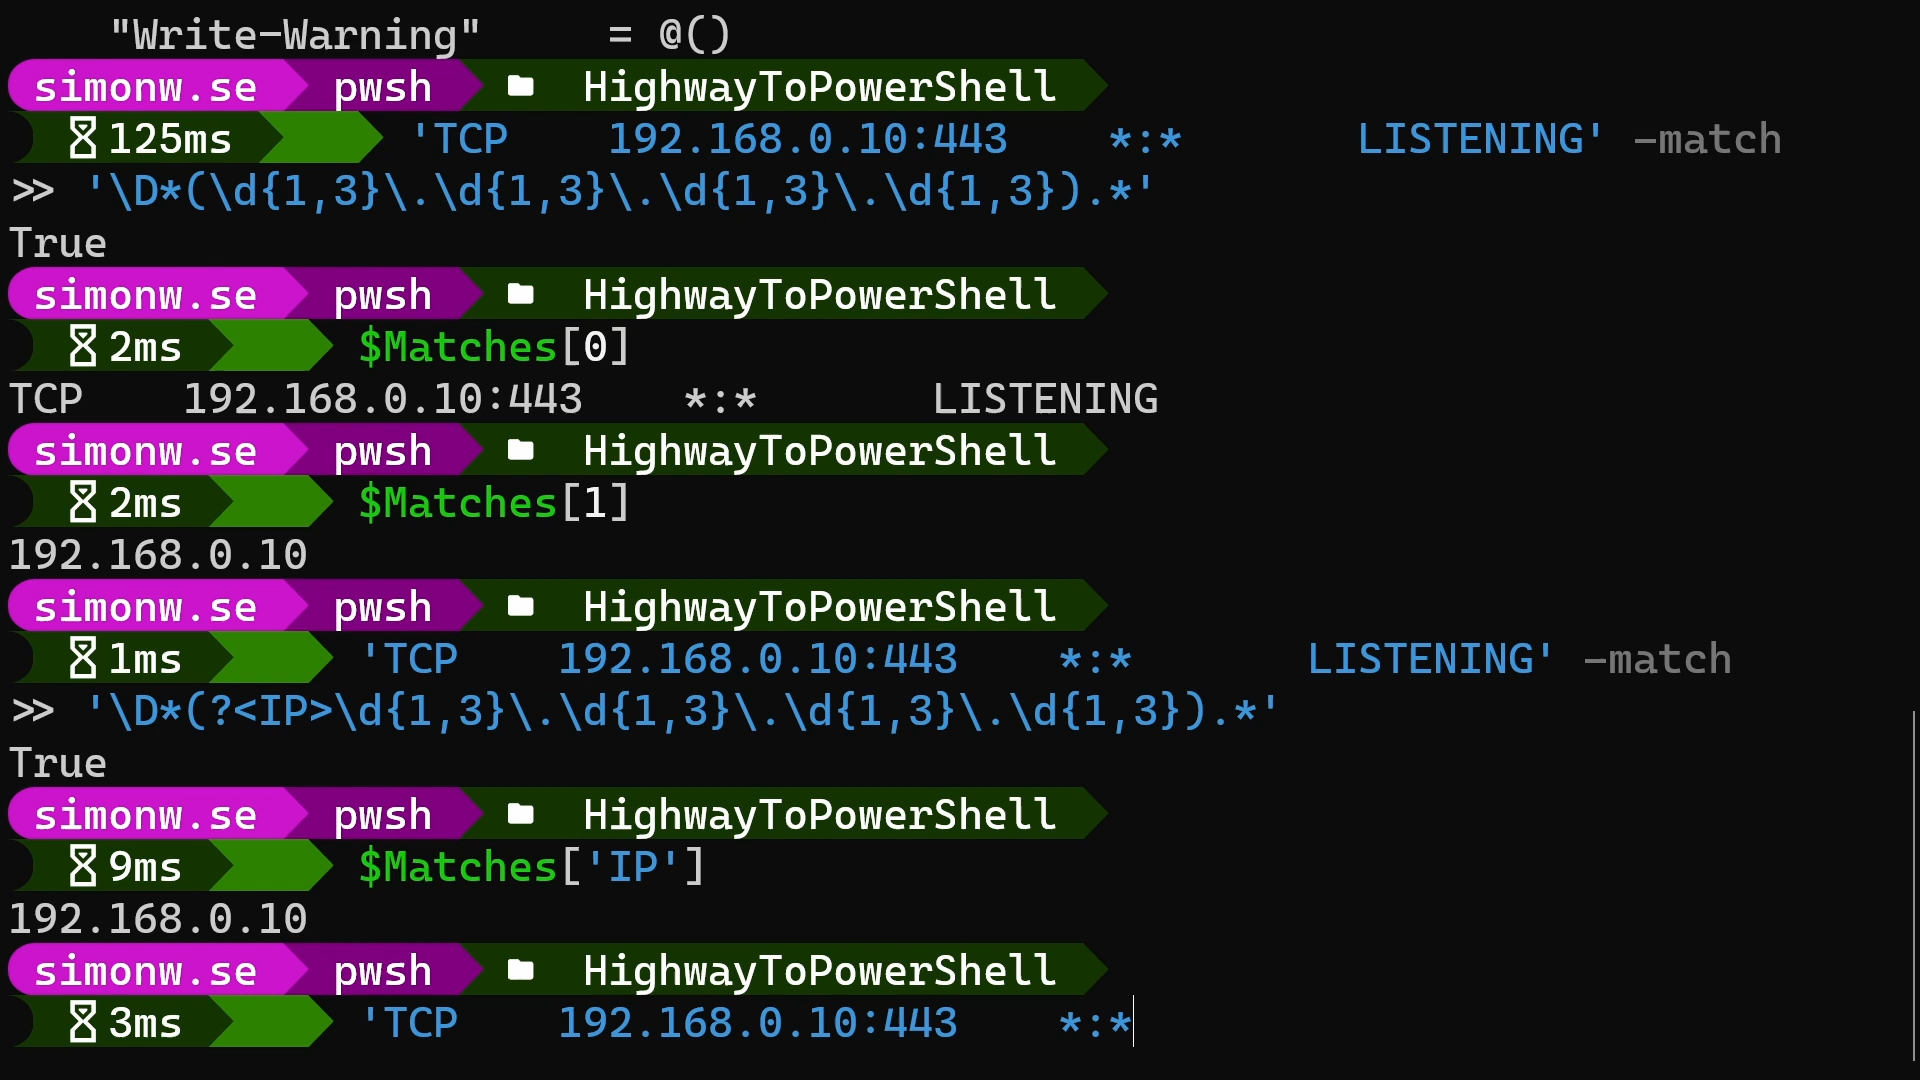 "Write-Warning"     = @()
simonw.se pwsh HighwayToPowerShell
125ms 'TCP    192.168.0.10:443    *:*       LISTENING' -match
>> '\D*(\d{1,3}\.\d{1,3}\.\d{1,3}\.\d{1,3}).*'
True
simonw.se pwsh HighwayToPowerShell
2ms $Matches[0]
TCP    192.168.0.10:443    *:*       LISTENING
simonw.se pwsh HighwayToPowerShell
2ms $Matches[1]
192.168.0.10
simonw.se pwsh HighwayToPowerShell
1ms 'TCP    192.168.0.10:443    *:*       LISTENING' -match
>> '\D*(?<IP>\d{1,3}\.\d{1,3}\.\d{1,3}\.\d{1,3}).*'
True
simonw.se pwsh HighwayToPowerShell
9ms $Matches['IP']
192.168.0.10
simonw.se pwsh HighwayToPowerShell
3ms 'TCP    192.168.0.10:443    *:*